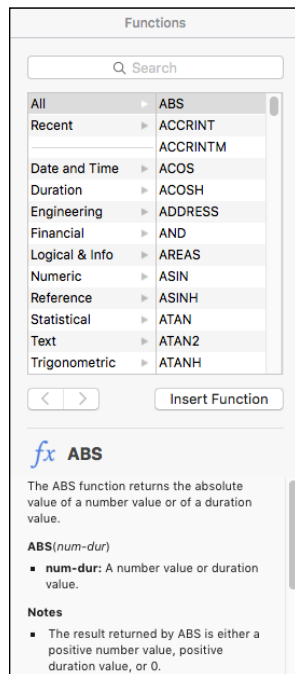 Functions
Search
All
Recent
Date and Time
Duration
Engineering
Financial
Logical & Info
Numeric
Reference
Statistical
Text
Trigonometric
ABS
ACCRINT
ACCRINTM
ACOS
ACOSH
ADDRESS
AND
AREAS
ASIN
ASINH
ATAN
ATAN2
ATANH
Insert Function
fx ABS
The ABS function returns the absolute
value of a number value or of a duration
value.
ABS(num-dur)
▪ num-dur: A number value or duration
value.
Notes
▪ The result returned by ABS is either a
positive number value, positive
duration value, or 0.